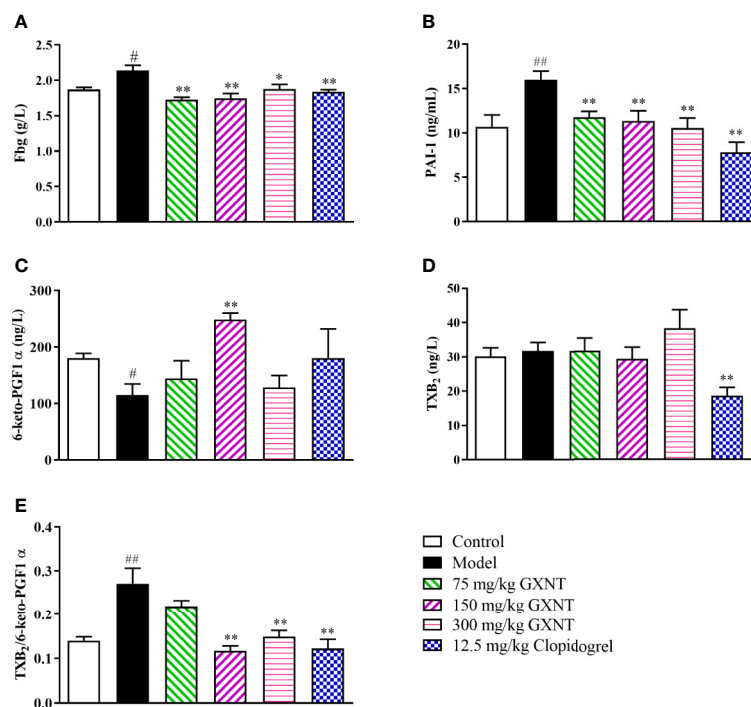 A
Fbg (g/L)
2.5
2.0
1.5
1.0
0.5
0.0
#
**
**
*
**
B
PAI-1 (ng/mL)
20
15
10
5
0
##
**
**
**
**
C
6-keto-PGF1 α (ng/L)
300
200
100
0
#
**
D
TXB₂ (ng/L)
50
40
30
20
10
0
**
E
TXB₂/6-keto-PGF1 α
0.4
0.3
0.2
0.1
0.0
##
**
**
**
Control
Model
75 mg/kg GXNT
150 mg/kg GXNT
300 mg/kg GXNT
12.5 mg/kg Clopidogrel